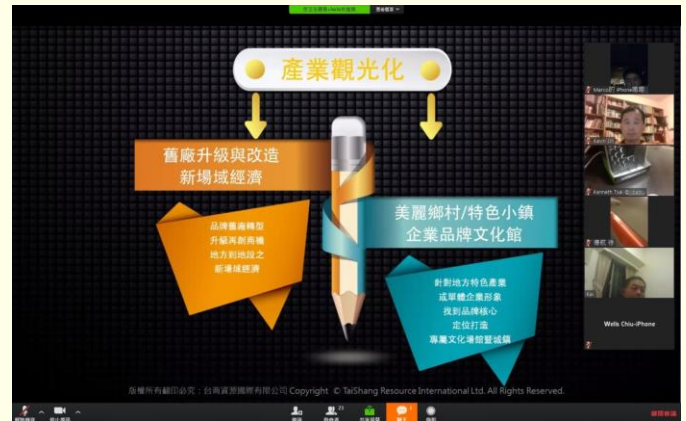 產業觀光化
舊廠升級與改造
新場域經濟
品牌舊廠轉型
升級再創高機
地方到地段之
新場域經濟
美麗鄉村/特色小鎮
企業品牌文化館
針對地方特色產業
或單體企業形象
找到品牌核心
定位打造
專屬文化場館暨城鎮
Kevin Lin
Wells Chiu-iPhone
版權所有翻印必究：台商資源國際有限公司 Copyright © TaiShang Resource International Ltd. All Rights Reserved.